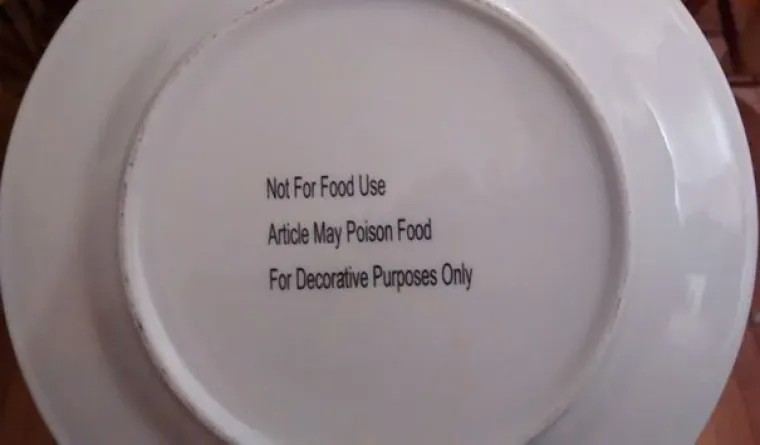 Not For Food Use
Article May Poison Food
For Decorative Purposes Only